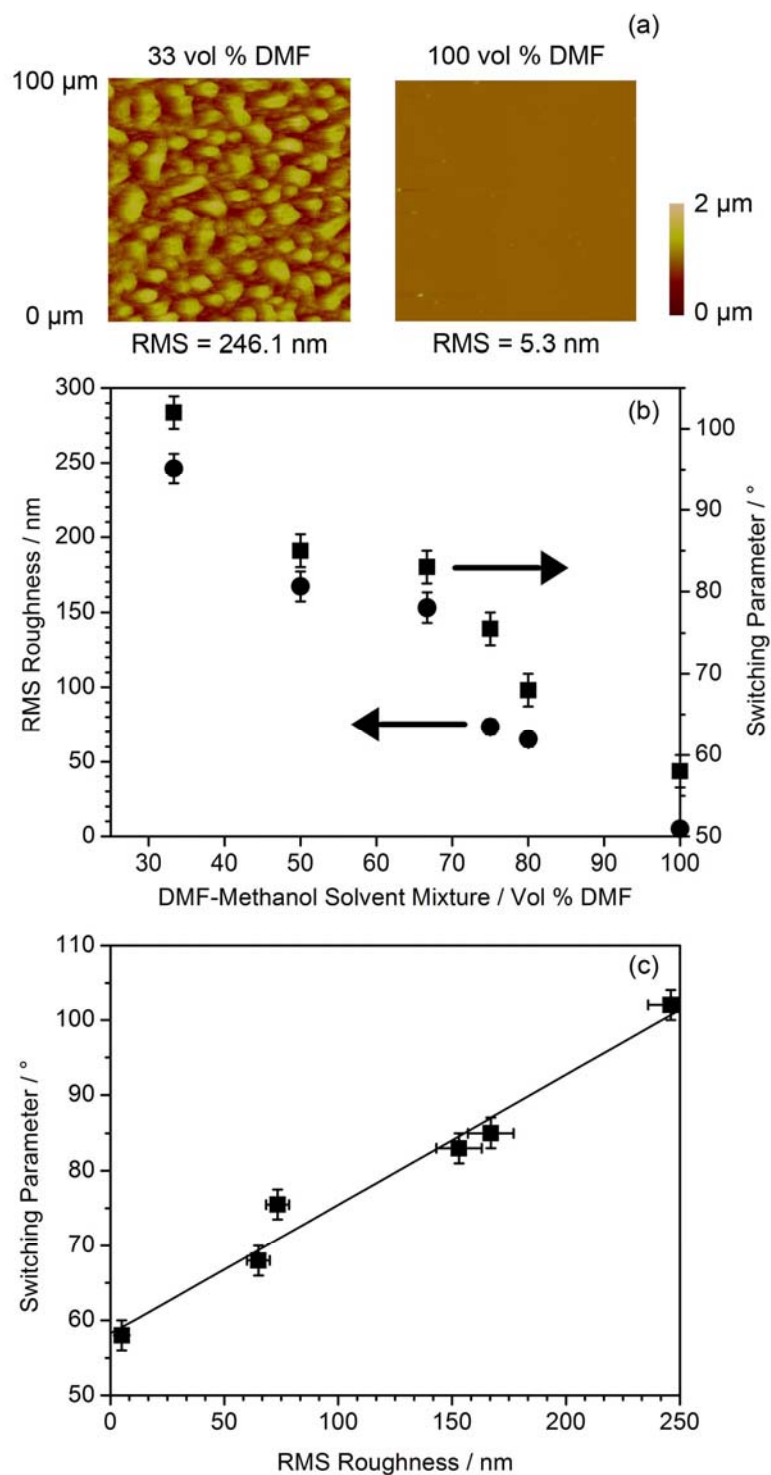 (a)
33 vol % DMF
100 vol % DMF
100 µm
0 µm
2 µm
0 µm
RMS = 246.1 nm
RMS = 5.3 nm
(b)
300
250
200
150
100
50
0
RMS Roughness / nm
100
90
80
70
60
50
Switching Parameter / °
30 40 50 60 70 80 90 100
DMF-Methanol Solvent Mixture / Vol % DMF
(c)
110
100
90
80
70
60
50
Switching Parameter / °
0 50 100 150 200 250
RMS Roughness / nm